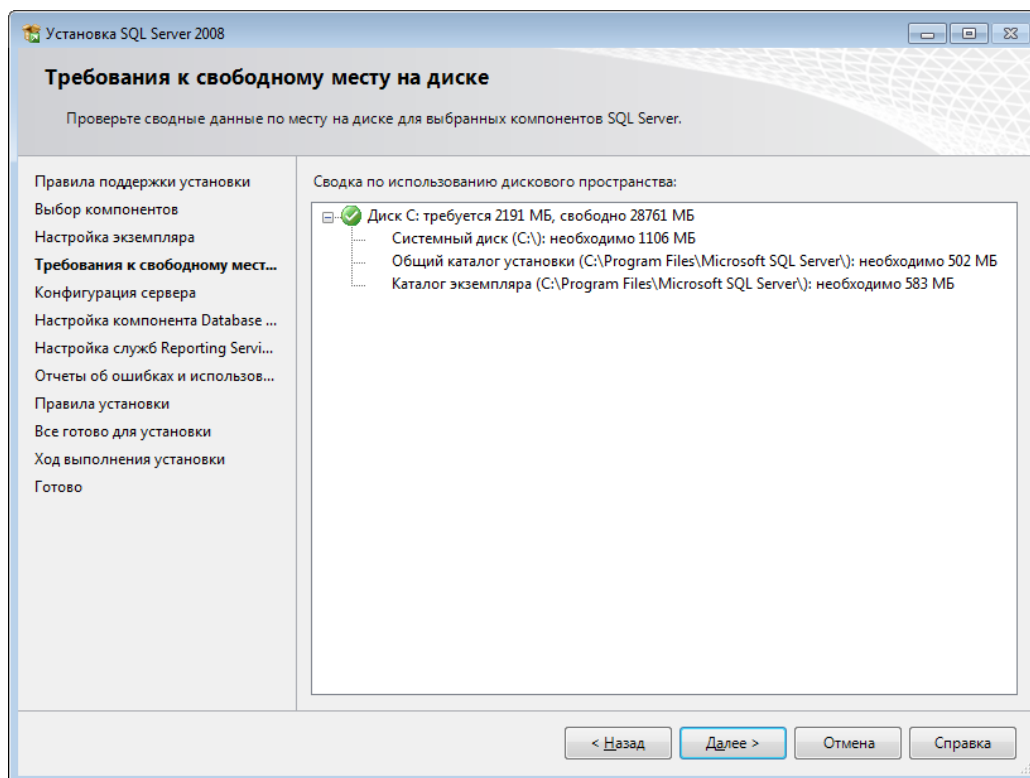 Установка SQL Server 2008
Требования к свободному месту на диске
Проверьте сводные данные по месту на диске для выбранных компонентов SQL Server.
Правила поддержки установки
Выбор компонентов
Настройка экземпляра
Требования к свободному мест...
Конфигурация сервера
Настройка компонента Database ...
Настройка служб Reporting Servi...
Отчеты об ошибках и использов...
Правила установки
Все готово для установки
Ход выполнения установки
Готово
Сводка по использованию дискового пространства:
Диск C: требуется 2191 МБ, свободно 28761 МБ
Системный диск (C:\): необходимо 1106 МБ
Общий каталог установки (C:\Program Files\Microsoft SQL Server\): необходимо 502 МБ
Каталог экземпляра (C:\Program Files\Microsoft SQL Server\): необходимо 583 МБ
< Назад
Далее >
Отмена
Справка